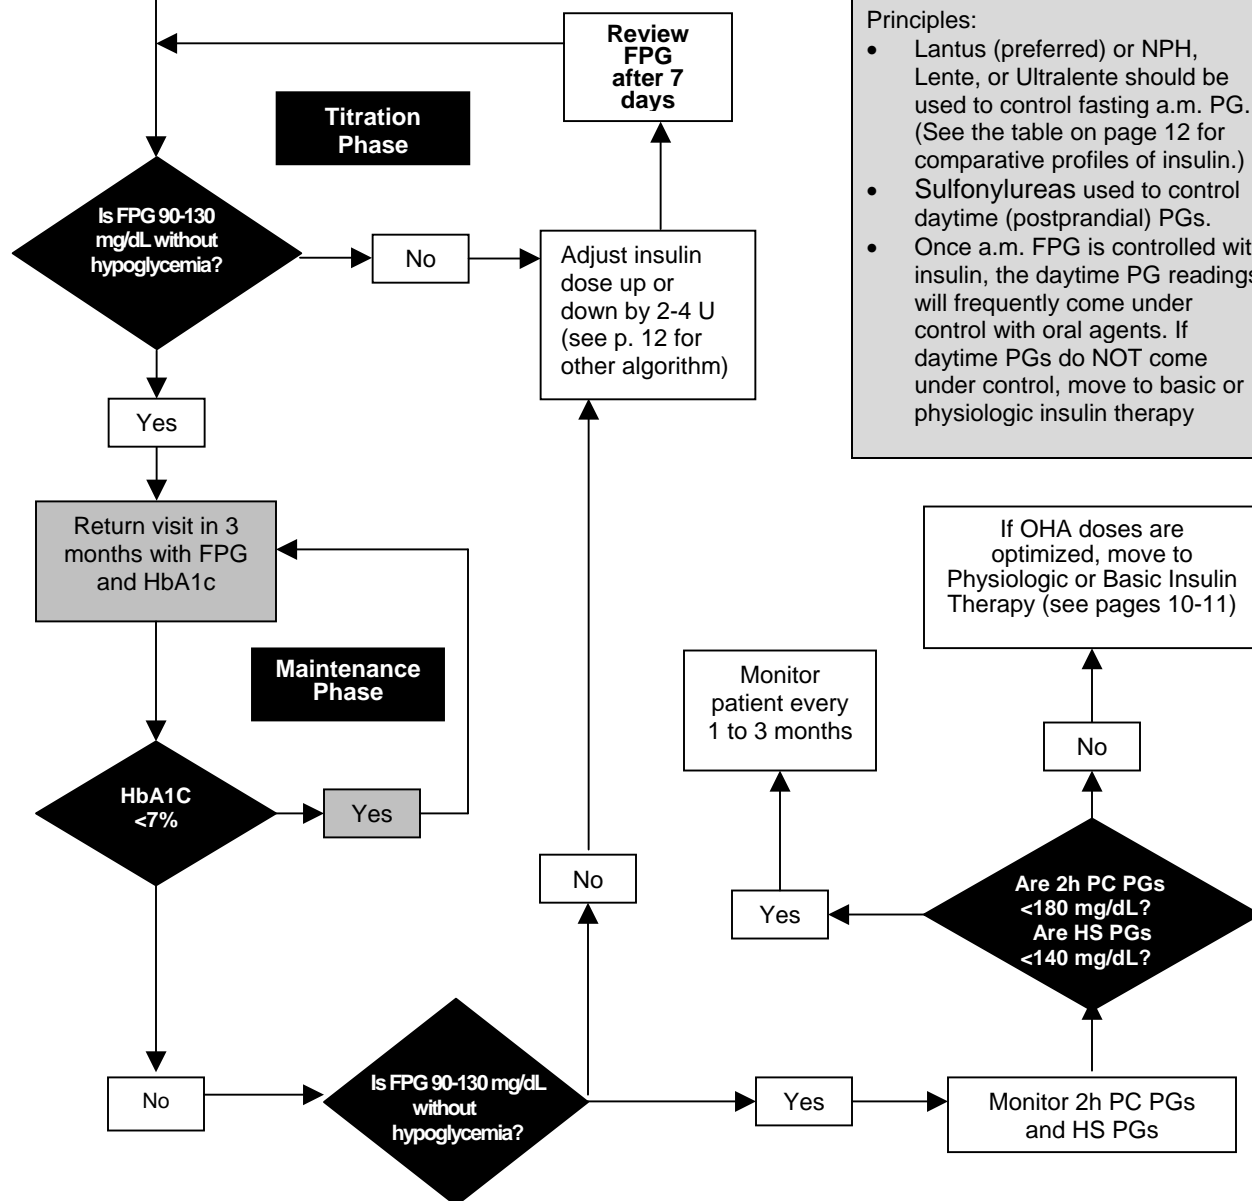 Review
FPG
after 7
days
Titration
Phase
Is FPG 90-130
mg/dL without
hypoglycemia?
No
Adjust insulin
dose up or
down by 2-4 U
(see p. 12 for
other algorithm)
Yes
Return visit in 3
months with FPG
and HbA1c
Maintenance
Phase
HbA1C
<7%
Yes
No
Is FPG 90-130 mg/dL
without
hypoglycemia?
No
Yes
Monitor 2h PC PGs
and HS PGs
Are 2h PC PGs
<180 mg/dL?
Are HS PGs
<140 mg/dL?
Yes
Monitor
patient every
1 to 3 months
No
If OHA doses are
optimized, move to
Physiologic or Basic Insulin
Therapy (see pages 10-11)
Principles:
• Lantus (preferred) or NPH,
Lente, or Ultralente should be
used to control fasting a.m. PG.
(See the table on page 12 for
comparative profiles of insulin.)
• Sulfonylureas used to control
daytime (postprandial) PGs.
• Once a.m. FPG is controlled wit
insulin, the daytime PG readings
will frequently come under
control with oral agents. If
daytime PGs do NOT come
under control, move to basic or
physiologic insulin therapy